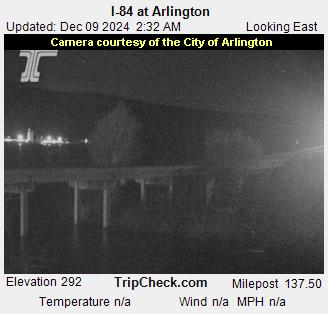 I-84 at Arlington
Updated: Dec 09 2024 2:32 AM Looking East
Camera courtesy of the City of Arlington
Elevation 292 TripCheck.com Milepost 137.50
Temperature n/a Wind n/a MPH n/a